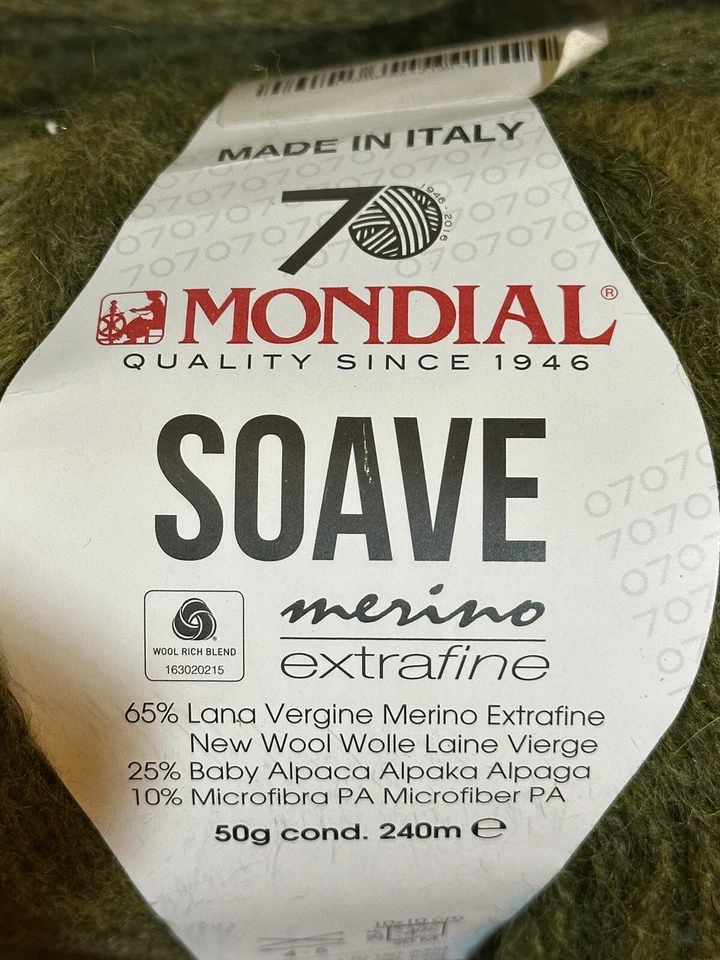 MADE IN ITALY
70
1946 - 2016
MONDIAL®
QUALITY SINCE 1946
SOAVE
merino
extrafine
WOOL RICH BLEND
163020215
65% Lana Vergine Merino Extrafine
New Wool Wolle Laine Vierge
25% Baby Alpaca Alpaka Alpaga
10% Microfibra PA Microfiber PA
50g cond. 240m ℮